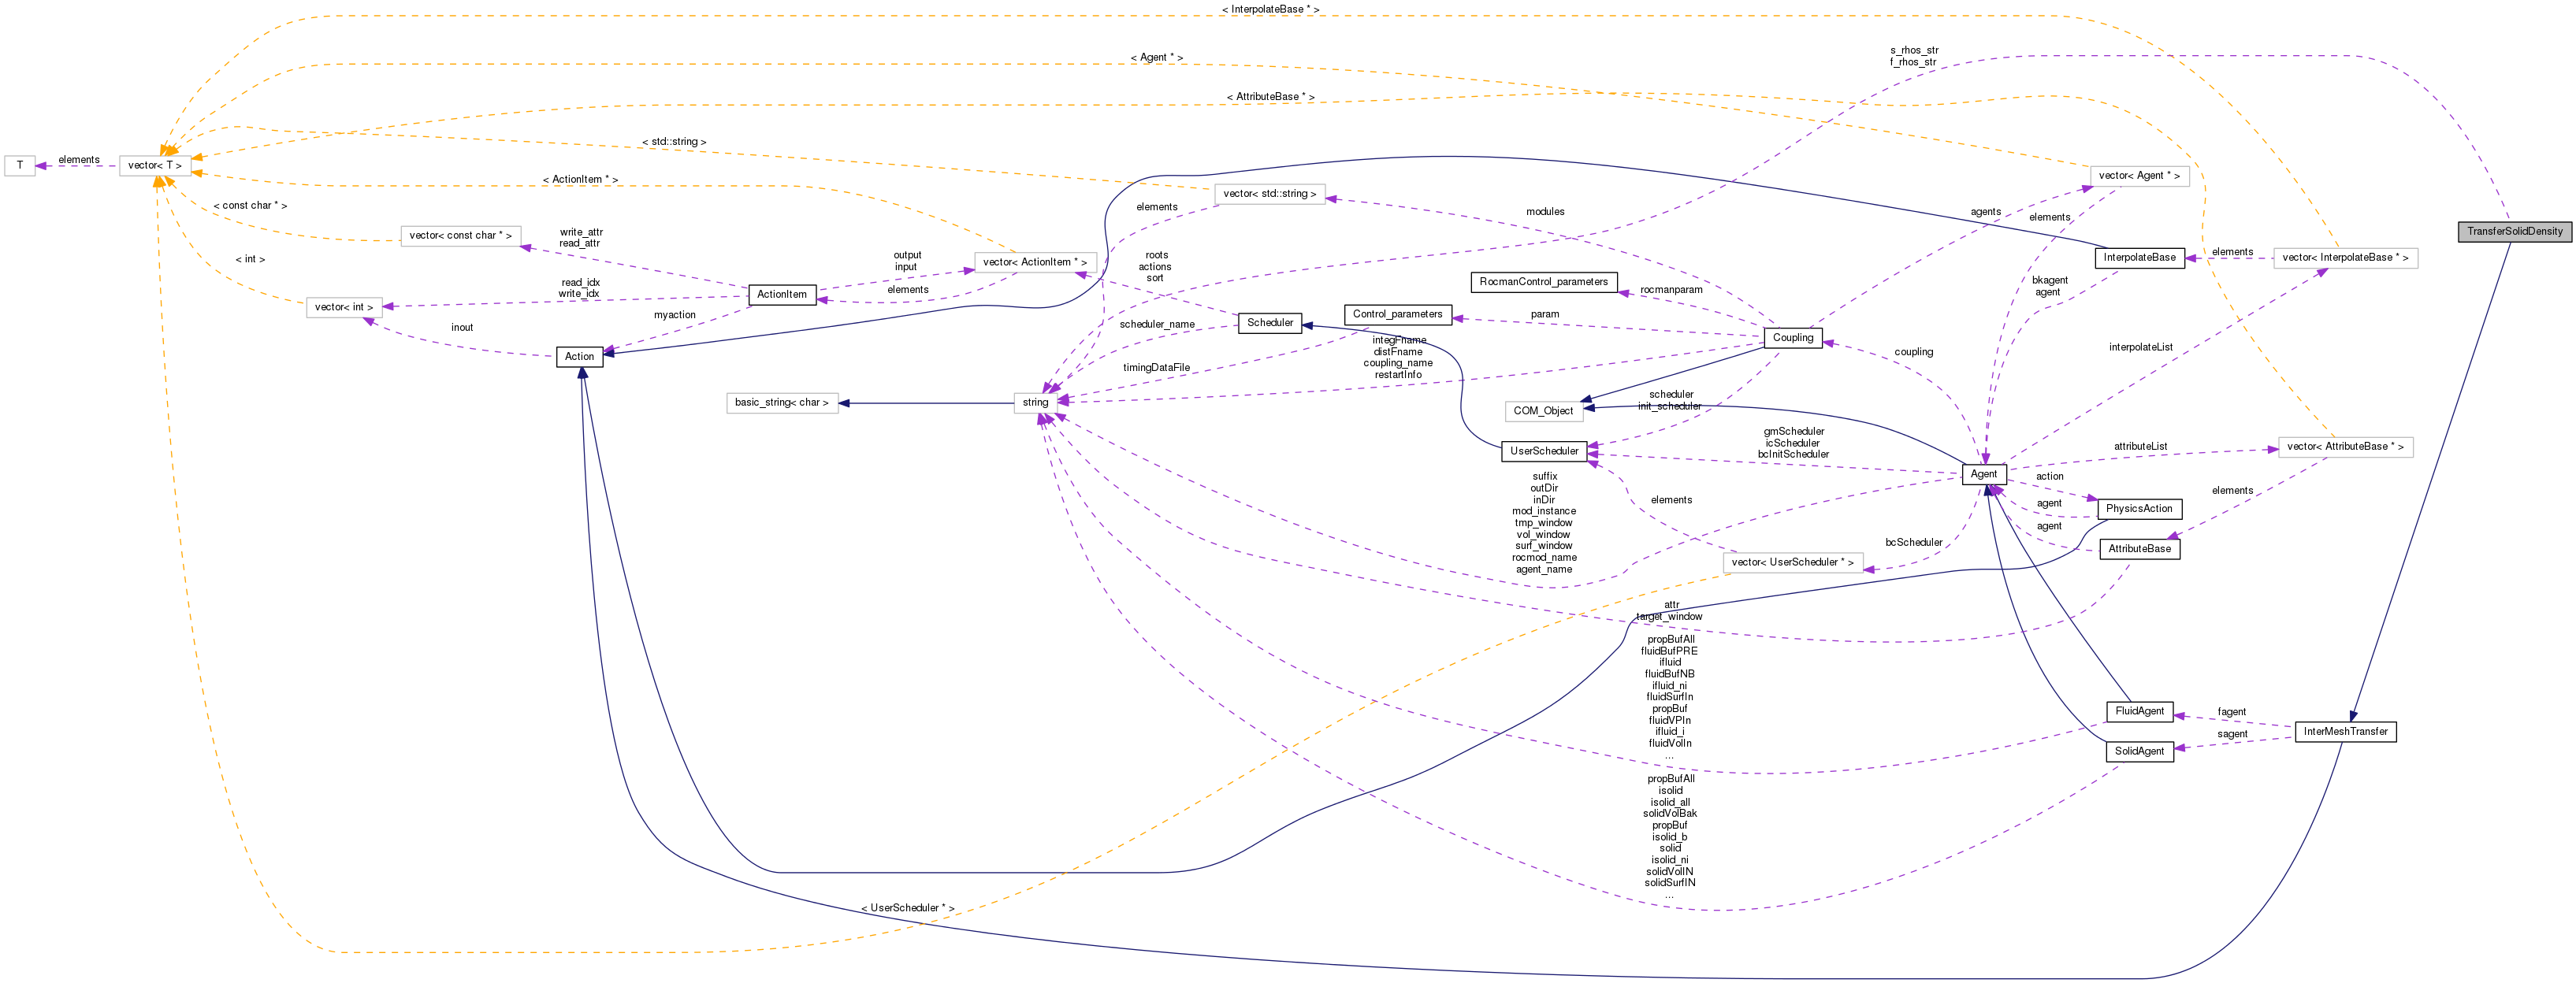 < InterpolateBase * >
s_rhos_str
f_rhos_str
< Agent * >
< AttributeBase * >
< std::string >
T
elements
vector< T >
< ActionItem * >
vector< std::string >
vector< Agent * >
< const char * >
elements
modules
agents
elements
write_attr
read_attr
vector< const char * >
TransferSolidDensity
< int >
output
input
vector< ActionItem * >
roots
actions
sort
InterpolateBase
elements
vector< InterpolateBase * >
read_idx
write_idx
ActionItem
elements
RocmanControl_parameters
rocmanparam
bkagent
agent
vector< int >
myaction
Control_parameters
param
inout
scheduler_name
Scheduler
Coupling
interpolateList
Action
integFname
distFname
coupling_name
restartInfo
coupling
timingDataFile
basic_string< char >
string
COM_Object
scheduler
init_scheduler
UserScheduler
gmScheduler
icScheduler
bcInitScheduler
attributeList
vector< AttributeBase * >
Agent
action
elements
suffix
outDir
inDir
mod_instance
tmp_window
vol_window
surf_window
rocmod_name
agent_name
elements
agent
PhysicsAction
agent
AttributeBase
bcScheduler
vector< UserScheduler * >
attr
target_window
propBufAll
fluidBufPRE
ifluid
fluidBufNB
ifluid_ni
fluidSurfIn
propBuf
fluidVPIn
ifluid_i
fluidVolIn
...
FluidAgent
fagent
InterMeshTransfer
SolidAgent
sagent
propBufAll
isolid
isolid_all
solidVolBak
propBuf
isolid_b
solid
isolid_ni
solidVolIN
solidSurfIN
...
< UserScheduler * >